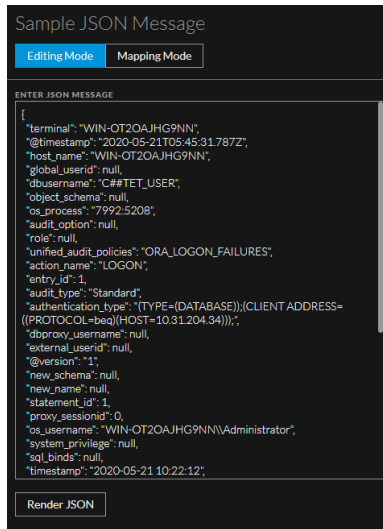 Sample JSON Message
Editing Mode Mapping Mode
ENTER JSON MESSAGE
{
"terminal": "WIN-OT2OAJHG9NN",
"@timestamp": "2020-05-21T05:45:31.787Z",
"host_name": "WIN-OT2OAJHG9NN",
"global_userid": null,
"dbusername": "C##TET_USER",
"object_schema": null,
"os_process": "7992:5208",
"audit_option": null,
"role": null,
"unified_audit_policies": "ORA_LOGON_FAILURES",
"action_name": "LOGON",
"entry_id": 1,
"audit_type": "Standard",
"authentication_type": "(TYPE=(DATABASE));(CLIENT ADDRESS=
((PROTOCOL=beq)(HOST=10.31.204.34)));",
"dbproxy_username": null,
"external_userid": null,
"@version": "1",
"new_schema": null,
"new_name": null,
"statement_id": 1,
"proxy_sessionid": 0,
"os_username": "WIN-OT2OAJHG9NN\\Administrator",
"system_privilege": null,
"sql_binds": null,
"timestamp": "2020-05-21 10:22:12",
Render JSON